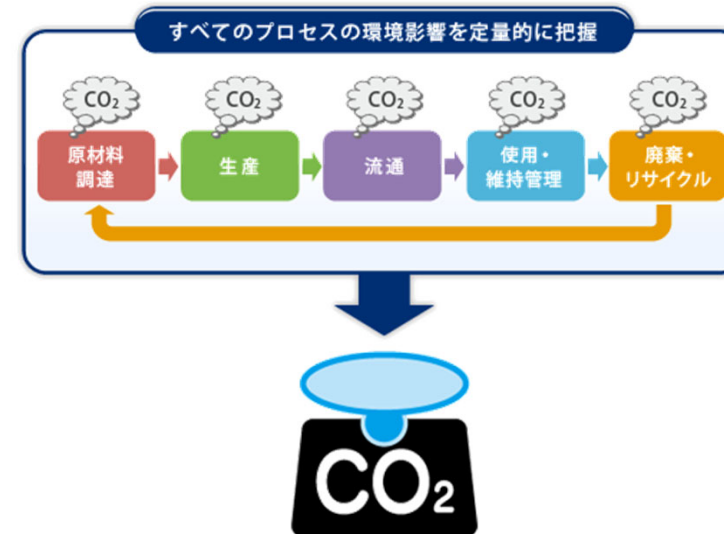 すべてのプロセスの環境影響を定量的に把握
CO₂
CO₂
CO₂
CO₂
CO₂
原材料
調達
生産
流通
使用・
維持管理
廃棄・
リサイクル
CO₂